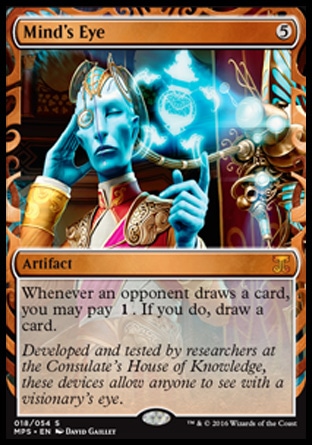 Mind's Eye 5
Artifact
Whenever an opponent draws a card,
you may pay 1. If you do, draw a
card.
Developed and tested by researchers at
the Consulate's House of Knowledge,
these devices allow anyone to see with a
visionary's eye.
018/054 S
MPS • EN DAVID GAILLET
™ & © 2016 Wizards of the Coast